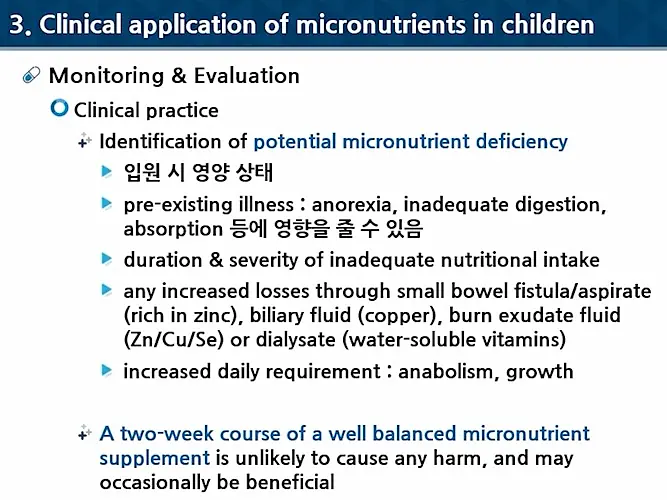 3. Clinical application of micronutrients in children
Monitoring & Evaluation
Clinical practice
Identification of potential micronutrient deficiency
입원 시 영양 상태
pre-existing illness : anorexia, inadequate digestion,
absorption 등에 영향을 줄 수 있음
duration & severity of inadequate nutritional intake
any increased losses through small bowel fistula/aspirate
(rich in zinc), biliary fluid (copper), burn exudate fluid
(Zn/Cu/Se) or dialysate (water-soluble vitamins)
increased daily requirement : anabolism, growth
A two-week course of a well balanced micronutrient
supplement is unlikely to cause any harm, and may
occasionally be beneficial